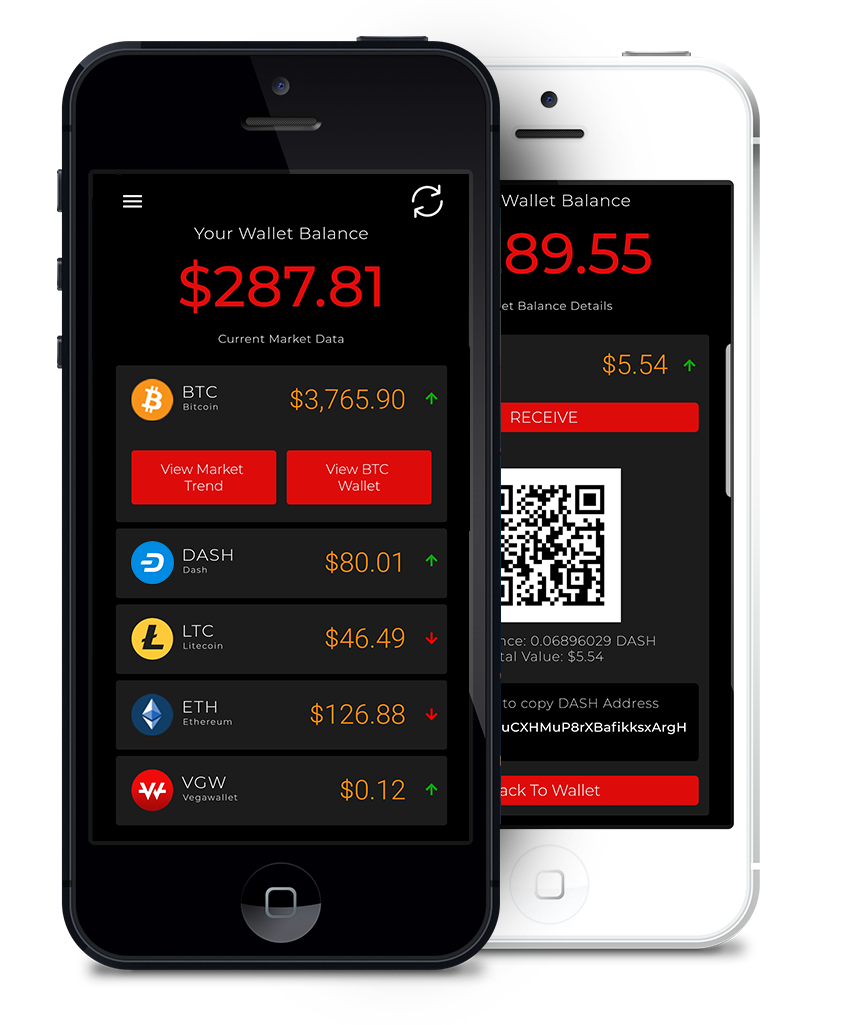 Your Wallet Balance
$287.81
Current Market Data
BTC
Bitcoin
$3,765.90
View Market
Trend
View BTC
Wallet
DASH
Dash
$80.01
LTC
Litecoin
$46.49
ETH
Ethereum
$126.88
VGW
Vegawallet
$0.12
Wallet Balance
89.55
et Balance Details
$5.54
RECEIVE
nce: 0.06896029 DASH
tal Value: $5.54
to copy DASH Address
uCXHMuP8rXBafikksxArgH
ack To Wallet